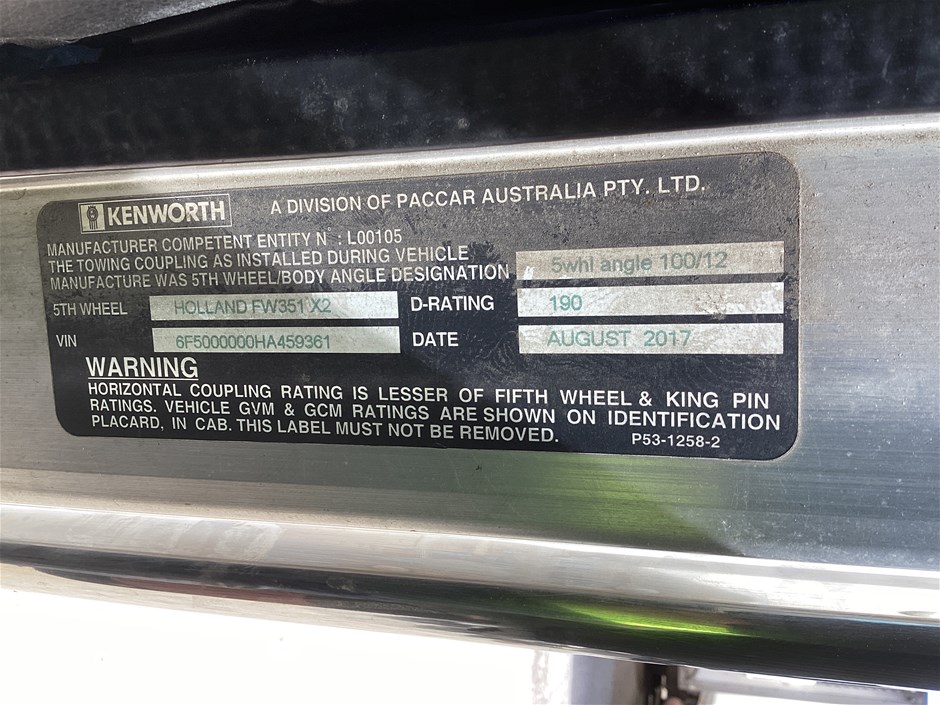 KENWORTH A DIVISION OF PACCAR AUSTRALIA PTY. LTD.
MANUFACTURER COMPETENT ENTITY N° : L00105
THE TOWING COUPLING AS INSTALLED DURING VEHICLE
MANUFACTURE WAS 5TH WHEEL/BODY ANGLE DESIGNATION 5whl angle 100/12
5TH WHEEL HOLLAND FW351 X2 D-RATING 190
VIN 6F5000000HA459361 DATE AUGUST 2017
WARNING
HORIZONTAL COUPLING RATING IS LESSER OF FIFTH WHEEL & KING PIN
RATINGS. VEHICLE GVM & GCM RATINGS ARE SHOWN ON IDENTIFICATION
PLACARD, IN CAB. THIS LABEL MUST NOT BE REMOVED. P53-1258-2